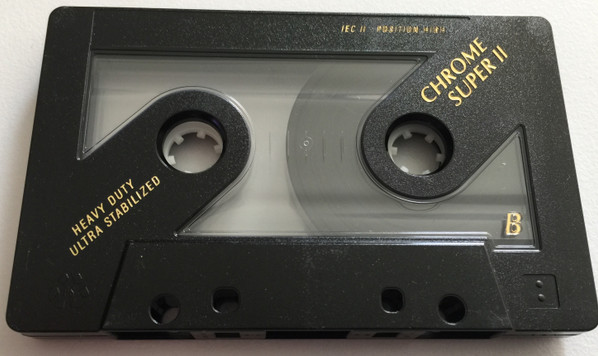 IEC II POSITION HIGH
CHROME
SUPER II
HEAVY DUTY
ULTRA STABILIZED
B